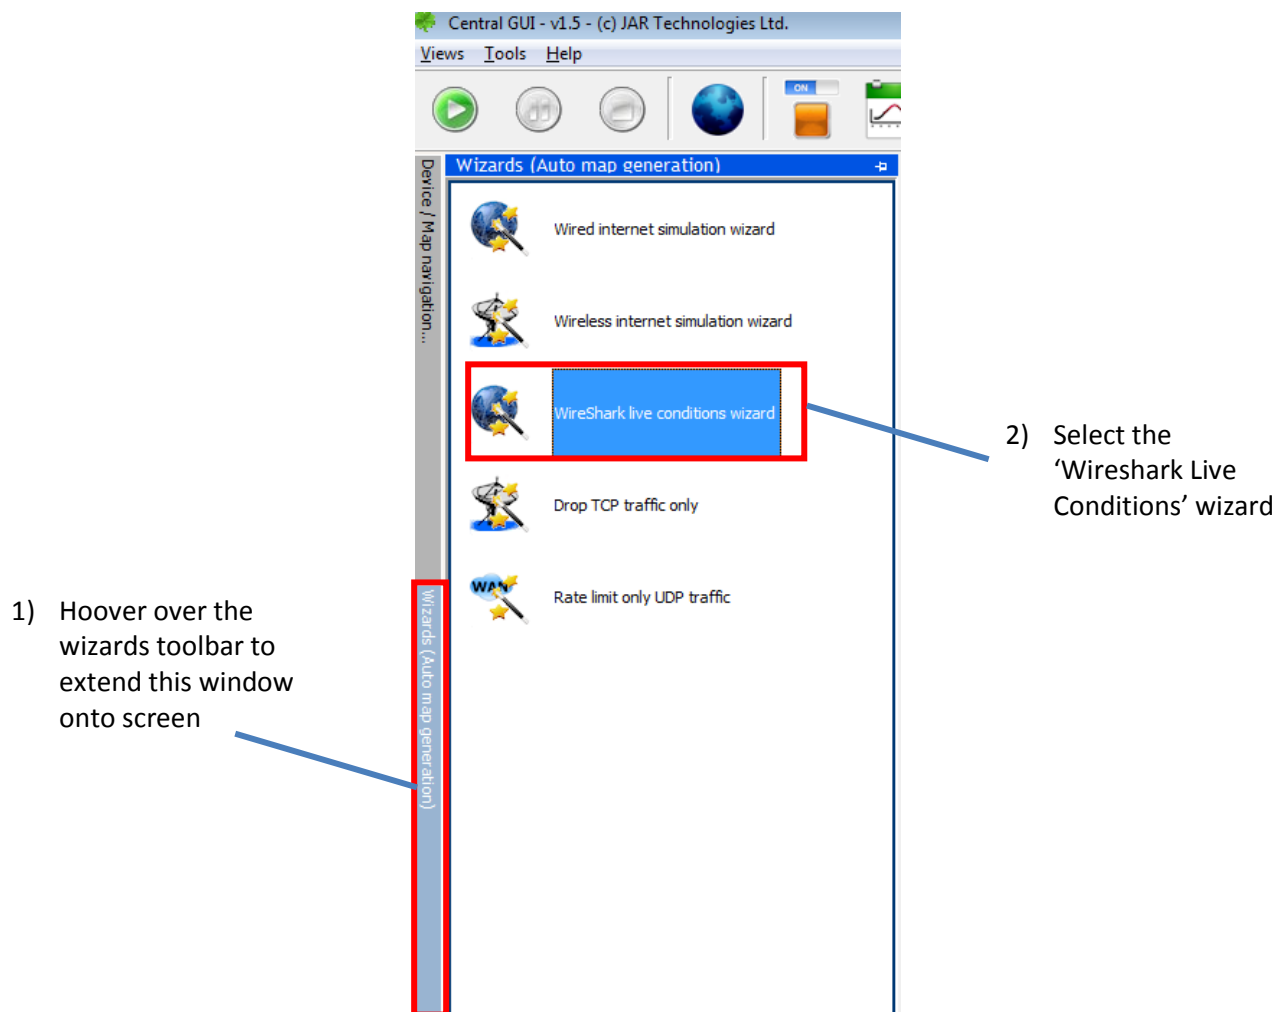 Central GUI - v1.5 - (c) JAR Technologies Ltd.
Views Tools Help
ON
Device / Map navigation...
Wizards (Auto map generation)
Wired internet simulation wizard
Wireless internet simulation wizard
WireShark live conditions wizard
Drop TCP traffic only
WAN
Rate limit only UDP traffic
Wizards (Auto map generation)
1) Hoover over the
wizards toolbar to
extend this window
onto screen
2) Select the
‘Wireshark Live
Conditions’ wizard